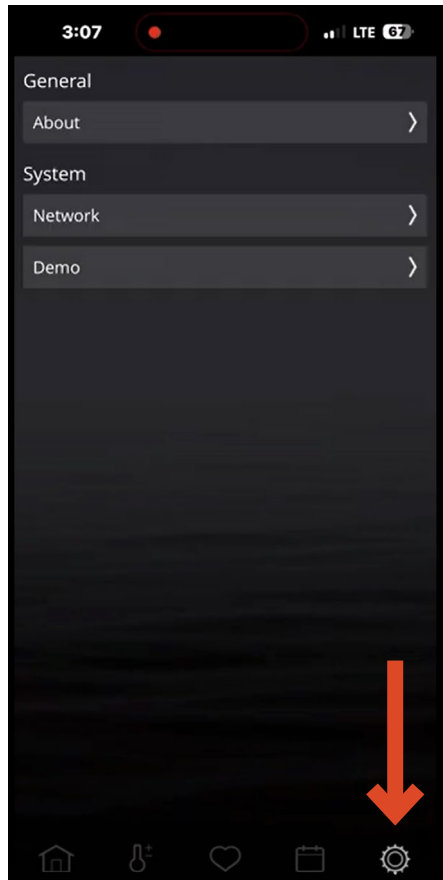 3:07 LTE 67
General
About
System
Network
Demo